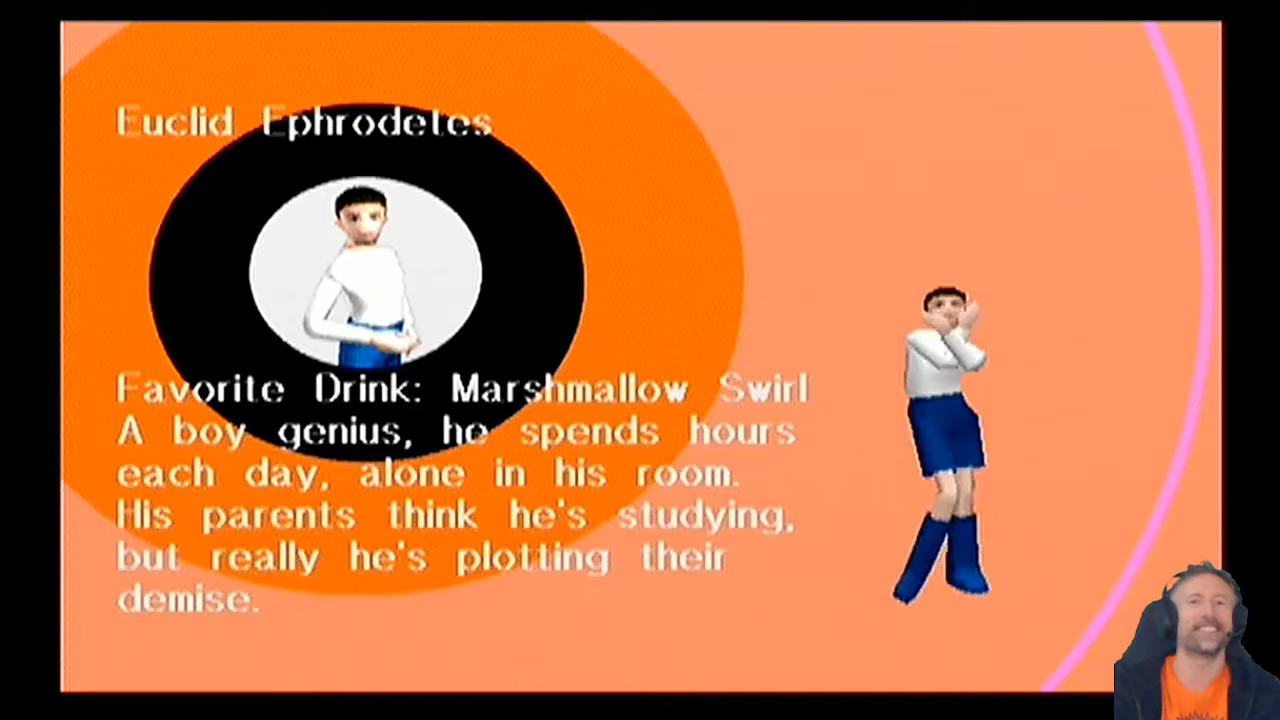 Euclid Ephrodetes
Favorite Drink: Marshmallow Swirl
A boy genius, he spends hours
each day, alone in his room.
His parents think he's studying,
but really he's plotting their
demise.